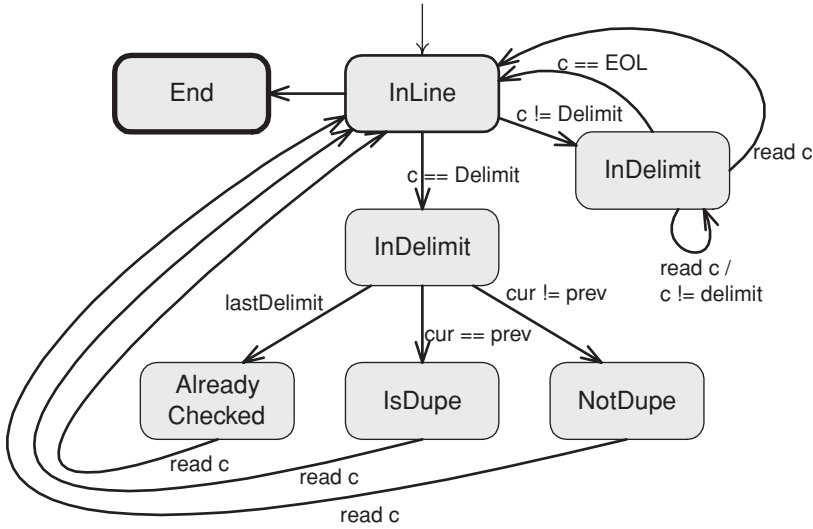 End
InLine
c == EOL
c != Delimit
InDelimit
read c
c == Delimit
InDelimit
read c /
c != delimit
lastDelimit
cur != prev
cur == prev
Already
Checked
IsDupe
NotDupe
read c
read c
read c